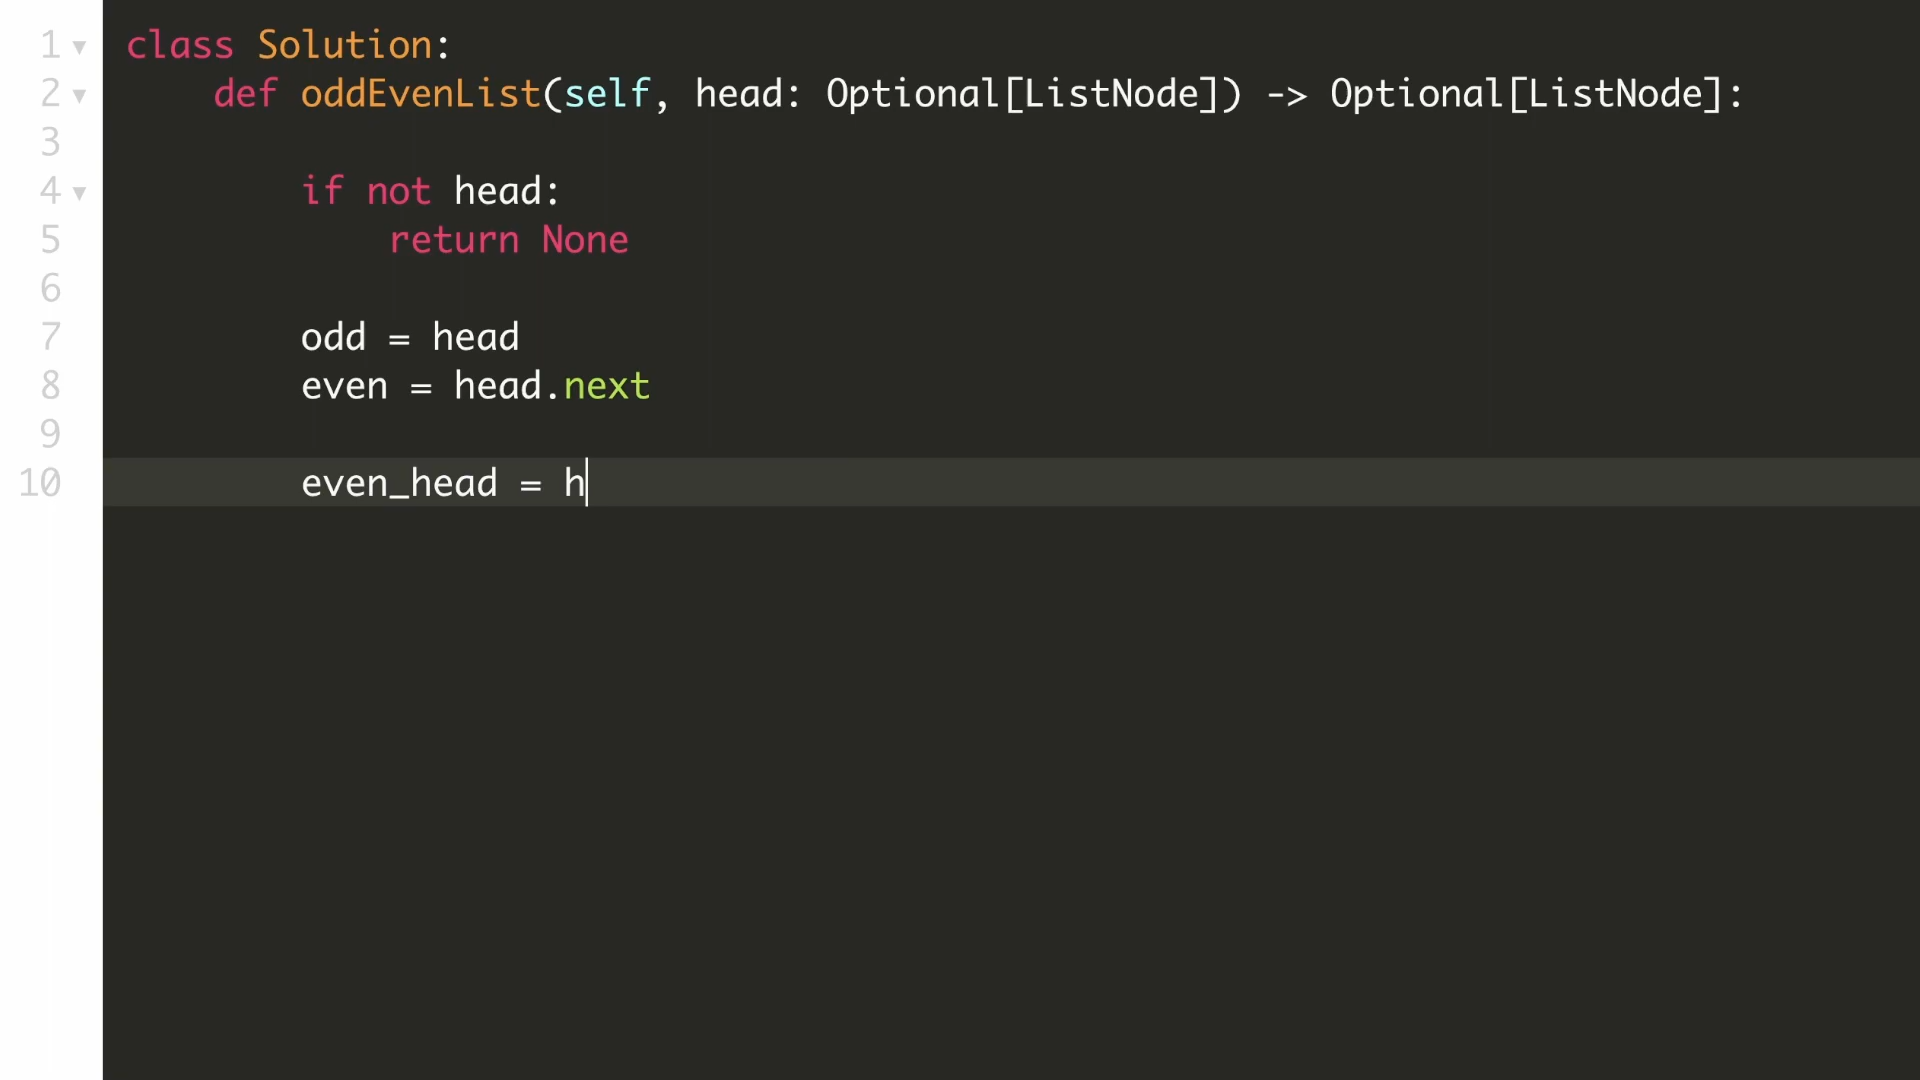 1 class Solution:
2     def oddEvenList(self, head: Optional[ListNode]) -> Optional[ListNode]:
3
4         if not head:
5             return None
6
7         odd = head
8         even = head.next
9
10         even_head = h